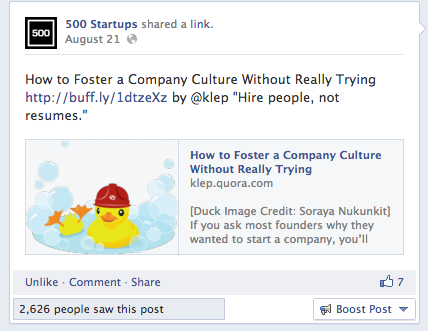 500
500 Startups shared a link.
August 21
How to Foster a Company Culture Without Really Trying
http://buff.ly/1dtzeXz by @klep "Hire people, not
resumes."
How to Foster a Company Culture
Without Really Trying
klep.quora.com
[Duck Image Credit: Soraya Nukunkit]
If you ask most founders why they
wanted to start a company, you'll
Unlike · Comment · Share
7
2,626 people saw this post
Boost Post